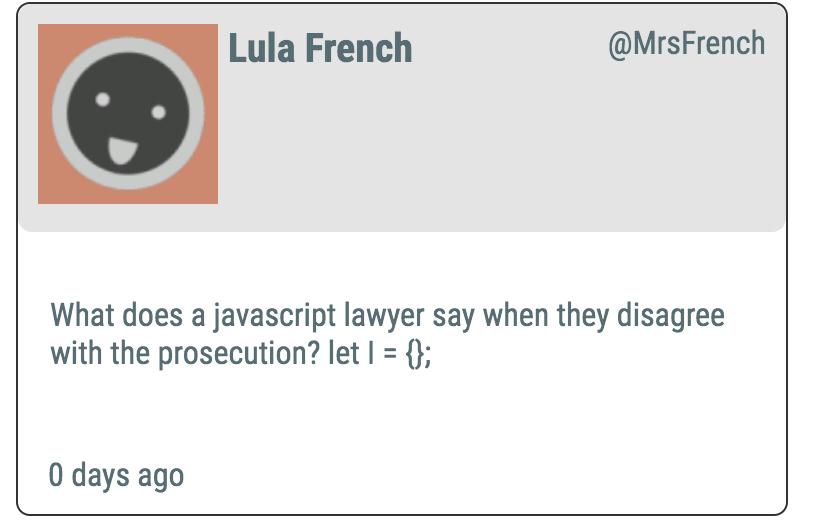 Lula French
@MrsFrench
What does a javascript lawyer say when they disagree
with the prosecution? let I = {};
0 days ago